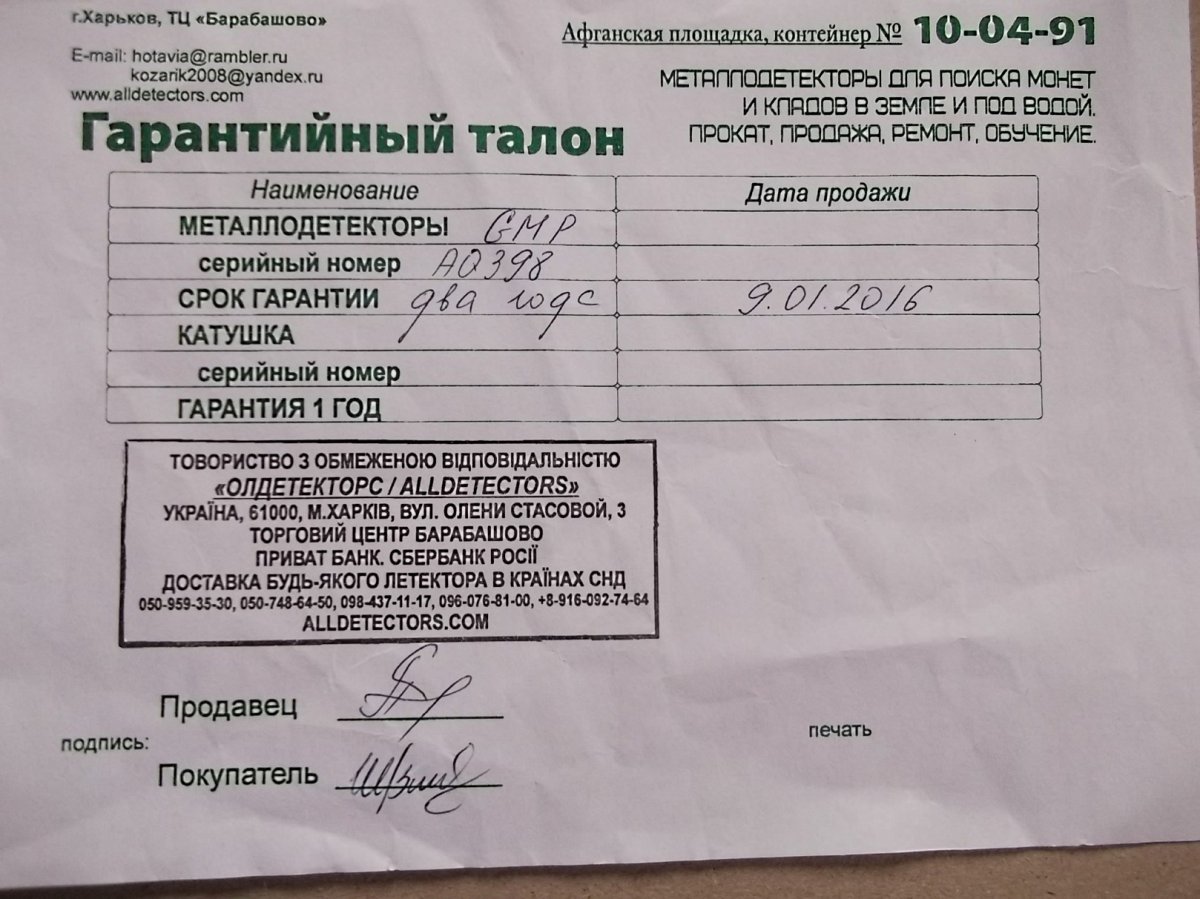 г.Харьков, ТЦ «Барабашово»
E-mail: hotavia@rambler.ru
kozarik2008@yandex.ru
www.alldetectors.com
Афганская площадка, контейнер № 10-04-91
МЕТАЛЛОДЕТЕКТОРЫ ДЛЯ ПОИСКА МОНЕТ
И КЛАДОВ В ЗЕМЛЕ И ПОД ВОДОЙ.
ПРОКАТ, ПРОДАЖА, РЕМОНТ, ОБУЧЕНИЕ.
Гарантийный талон
Наименование Дата продажи
МЕТАЛЛОДЕТЕКТОРЫ GMP
серийный номер AQ398
СРОК ГАРАНТИИ два года 9.01.2016
КАТУШКА
серийный номер
ГАРАНТИЯ 1 ГОД
ТОВОРИСТВО З ОБМЕЖЕНОЮ ВІДПОВІДАЛЬНІСТЮ
«ОЛДЕТЕКТОРС / ALLDETECTORS»
УКРАЇНА, 61000, М.ХАРКІВ, ВУЛ. ОЛЕНИ СТАСОВОЙ, 3
ТОРГОВИЙ ЦЕНТР БАРАБАШОВО
ПРИВАТ БАНК. СБЕРБАНК РОСІЇ
ДОСТАВКА БУДЬ-ЯКОГО ЛЕТЕКТОРА В КРАЇНАХ СНД
050-959-35-30, 050-748-64-50, 098-437-11-17, 096-076-81-00, +8-916-092-74-64
ALLDETECTORS.COM
Продавец
подпись:
печать
Покупатель